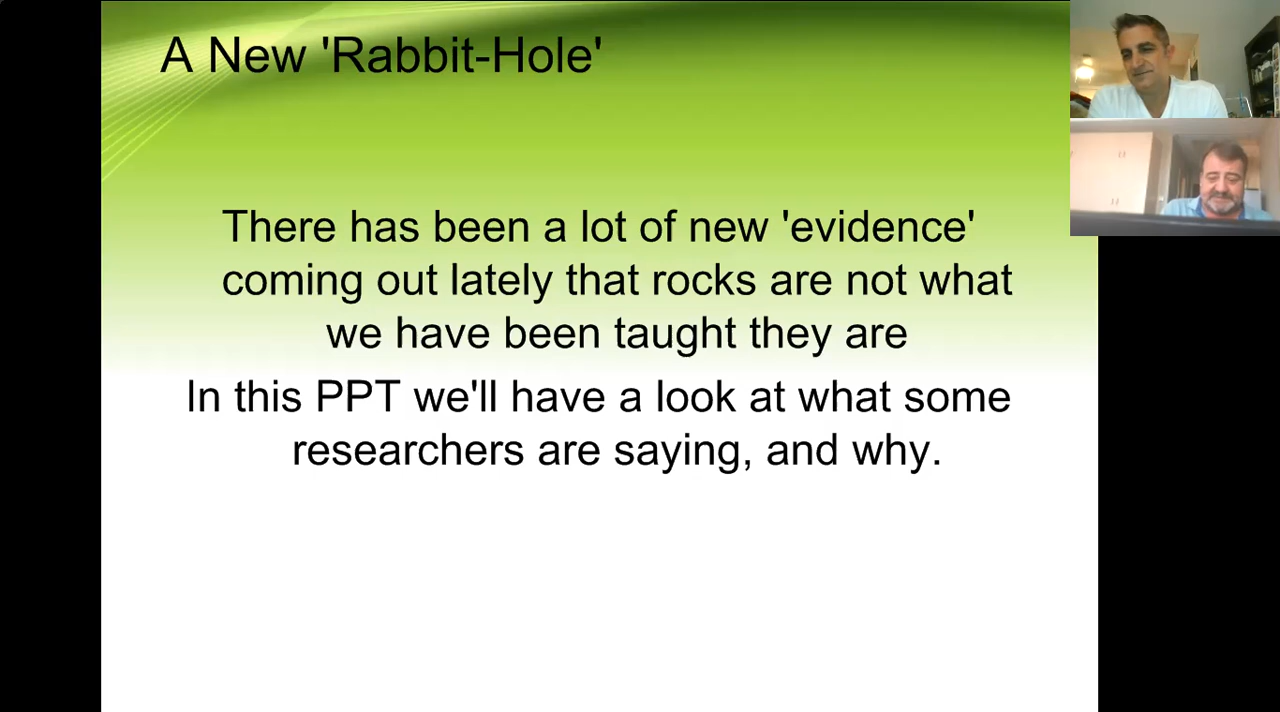 A New 'Rabbit-Hole'
There has been a lot of new 'evidence'
coming out lately that rocks are not what
we have been taught they are
In this PPT we'll have a look at what some
researchers are saying, and why.